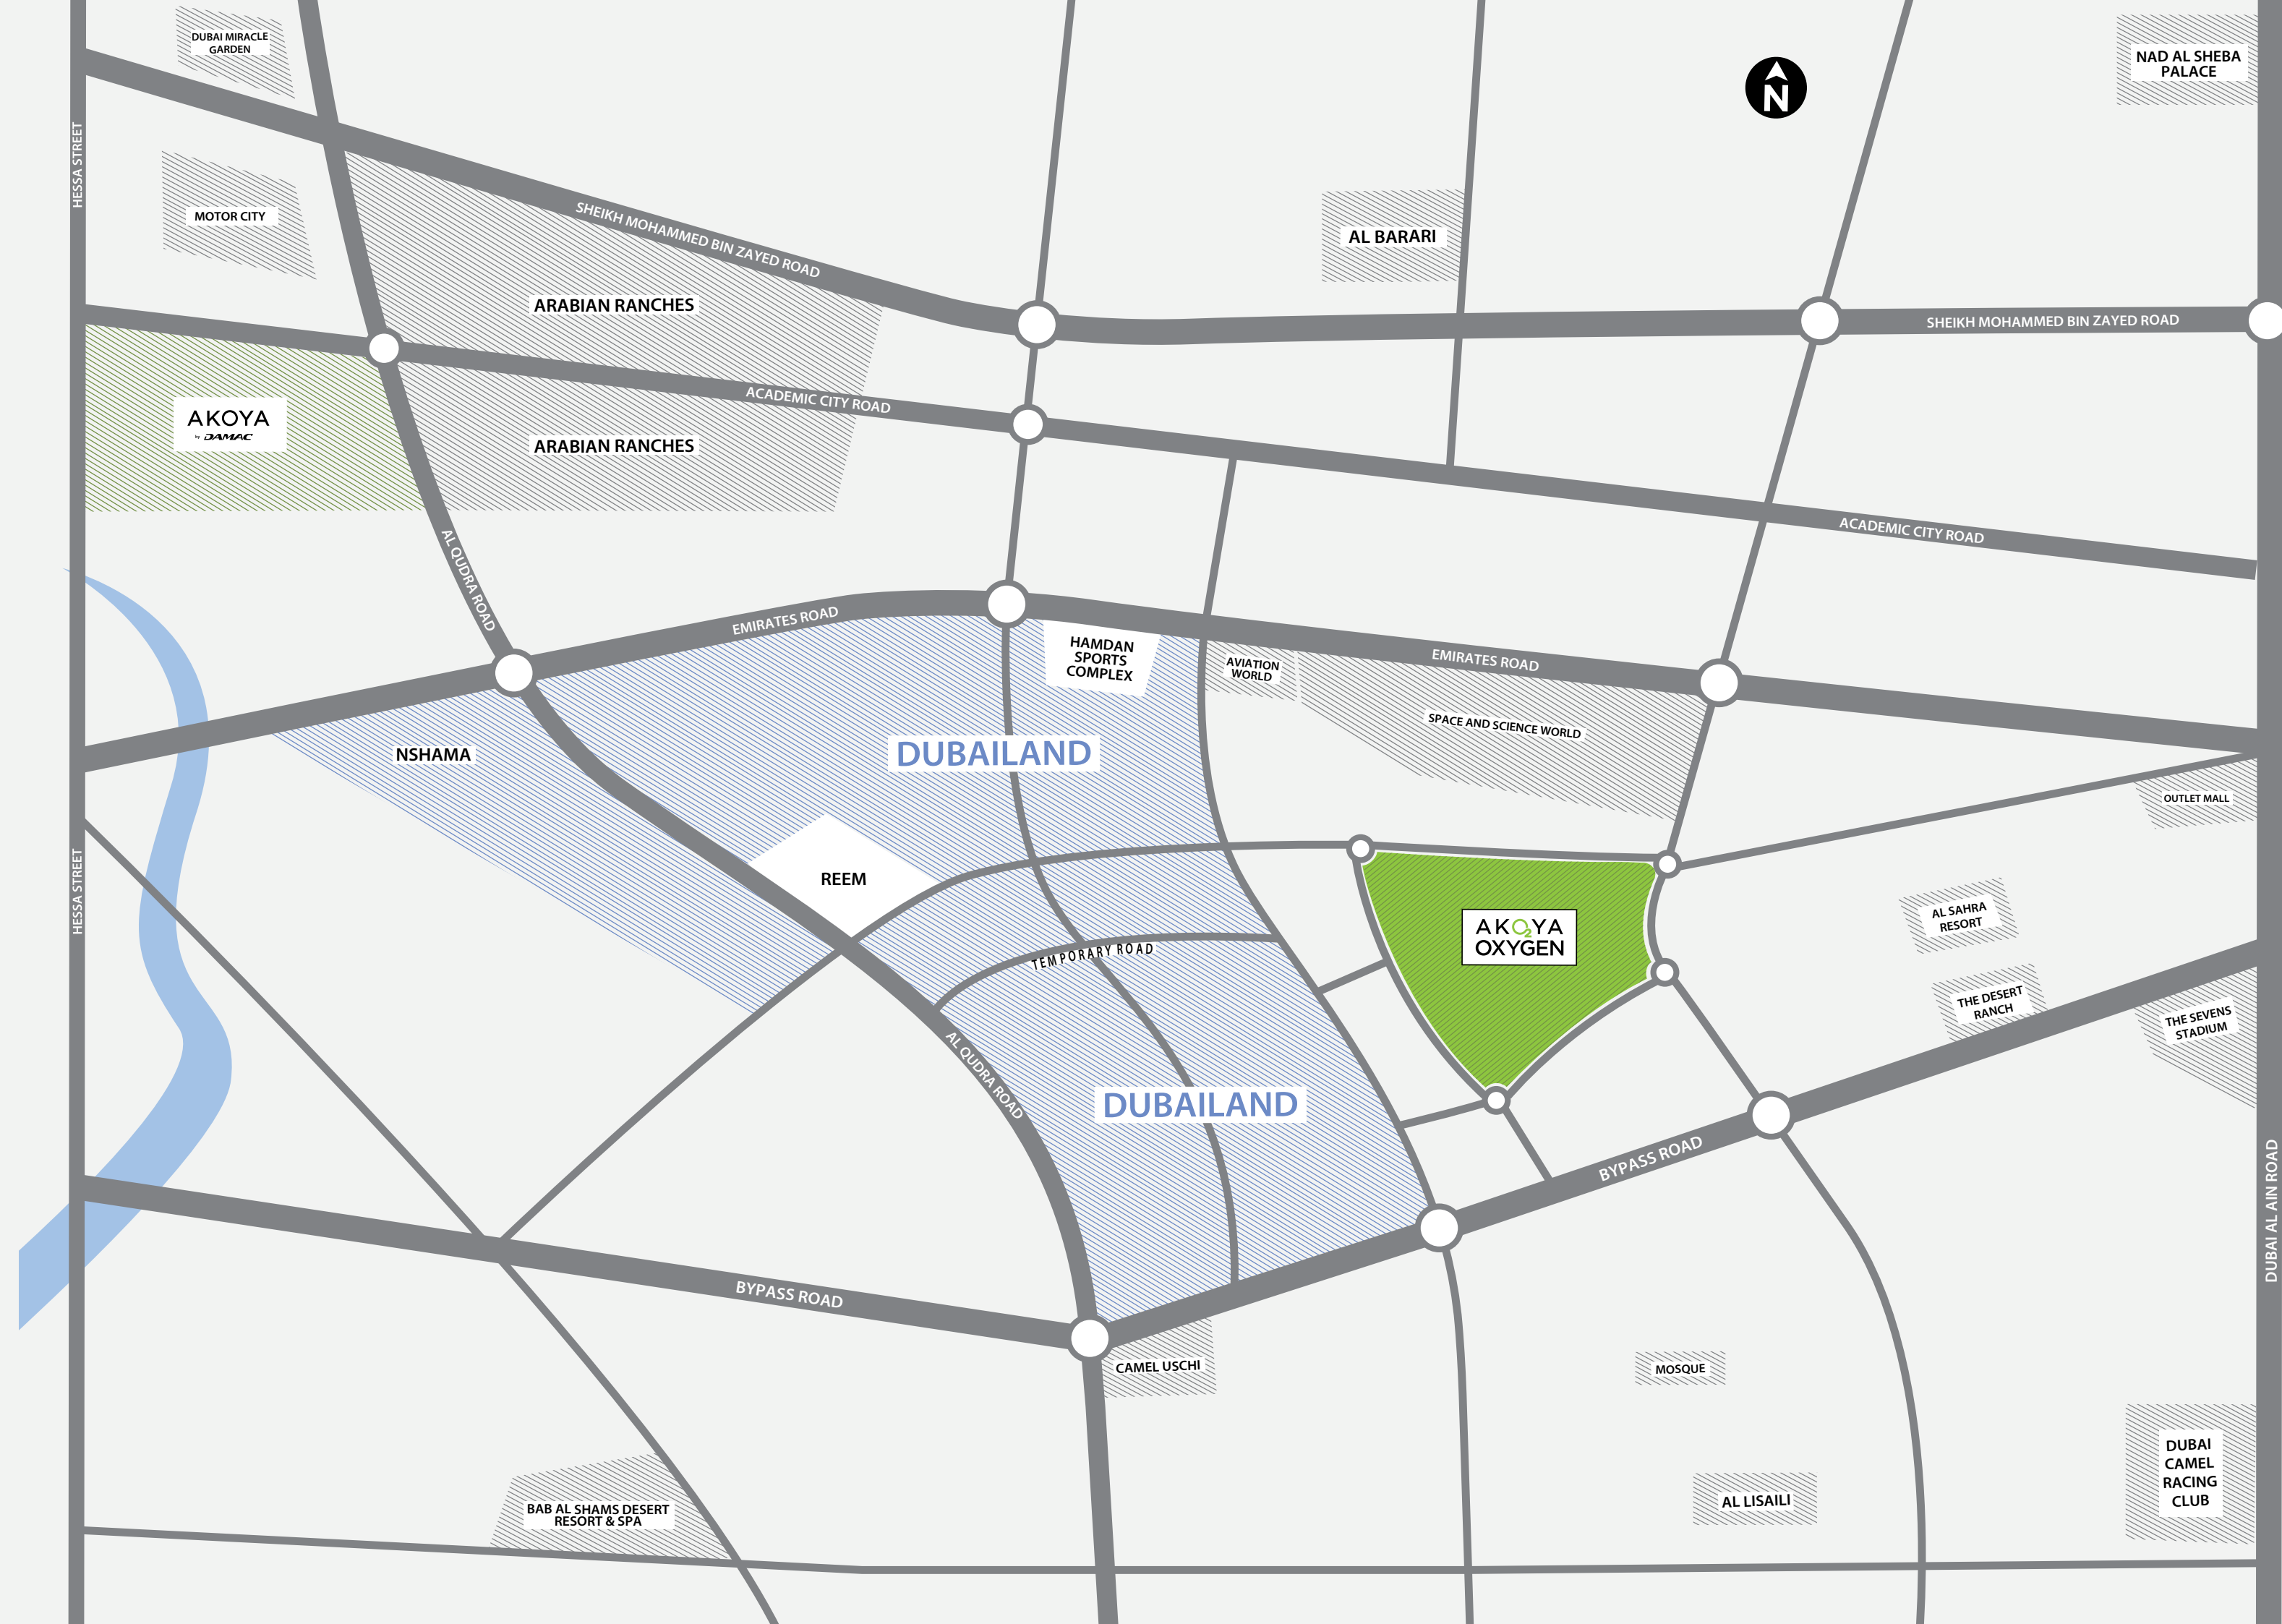 DUBAI MIRACLE
GARDEN
N
NAD AL SHEBA
PALACE
HESSA STREET
MOTOR CITY
SHEIKH MOHAMMED BIN ZAYED ROAD
AL BARARI
ARABIAN RANCHES
SHEIKH MOHAMMED BIN ZAYED ROAD
ACADEMIC CITY ROAD
AKOYA
by DAMAC
ARABIAN RANCHES
ACADEMIC CITY ROAD
AL QUDRA ROAD
EMIRATES ROAD
HAMDAN
SPORTS
COMPLEX
AVIATION
WORLD
EMIRATES ROAD
SPACE AND SCIENCE WORLD
NSHAMA
DUBAILAND
OUTLET MALL
HESSA STREET
REEM
AKO2YA
OXYGEN
AL SAHRA
RESORT
TEMPORARY ROAD
THE DESERT
RANCH
THE SEVENS
STADIUM
AL QUDRA ROAD
DUBAILAND
BYPASS ROAD
DUBAI AL AIN ROAD
BYPASS ROAD
CAMEL USCHI
MOSQUE
DUBAI
CAMEL
RACING
CLUB
AL LISAILI
BAB AL SHAMS DESERT
RESORT & SPA